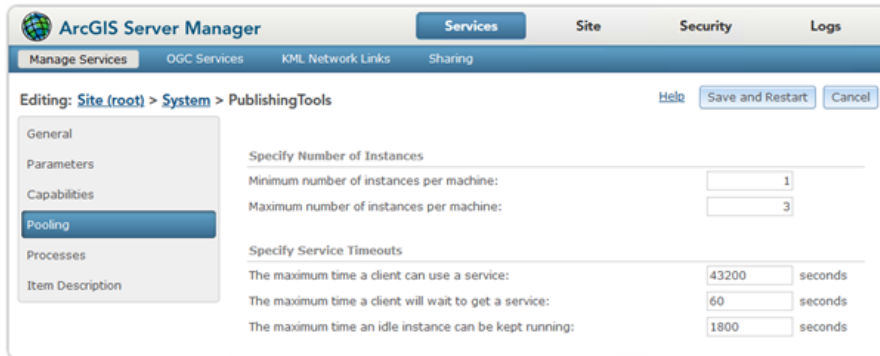 ArcGIS Server Manager
Services Site Security Logs
Manage Services OGC Services KML Network Links Sharing
Editing: Site (root) > System > PublishingTools Help Save and Restart Cancel
General
Parameters
Capabilities
Pooling
Processes
Item Description
Specify Number of Instances
Minimum number of instances per machine: 1
Maximum number of instances per machine: 3
Specify Service Timeouts
The maximum time a client can use a service: 43200 seconds
The maximum time a client will wait to get a service: 60 seconds
The maximum time an idle instance can be kept running: 1800 seconds